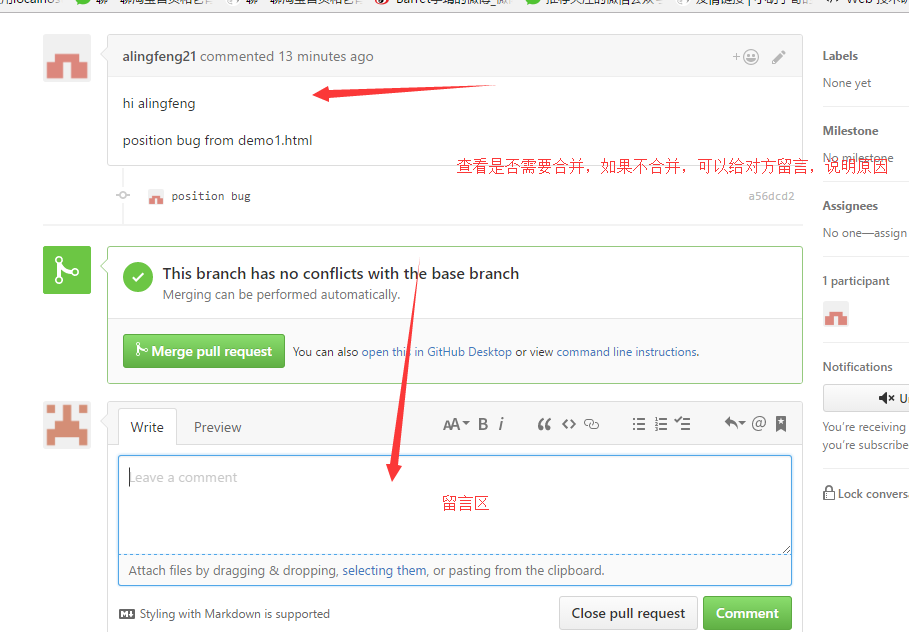 alingfeng21 commented 13 minutes ago
Labels
None yet
hi alingfeng
position bug from demo1.html
Milestone
No milestone
查看是否需要合并，如果不合并，可以给对方留言，说明原因
position bug
a56dcd2
Assignees
No one—assign
This branch has no conflicts with the base branch
Merging can be performed automatically.
1 participant
Merge pull request
You can also open this in GitHub Desktop or view command line instructions.
Notifications
You're receiving
you're subscribe
Write
Preview
AA B i
Leave a comment
留言区
Lock convers
Attach files by dragging & dropping, selecting them, or pasting from the clipboard.
Styling with Markdown is supported
Close pull request
Comment